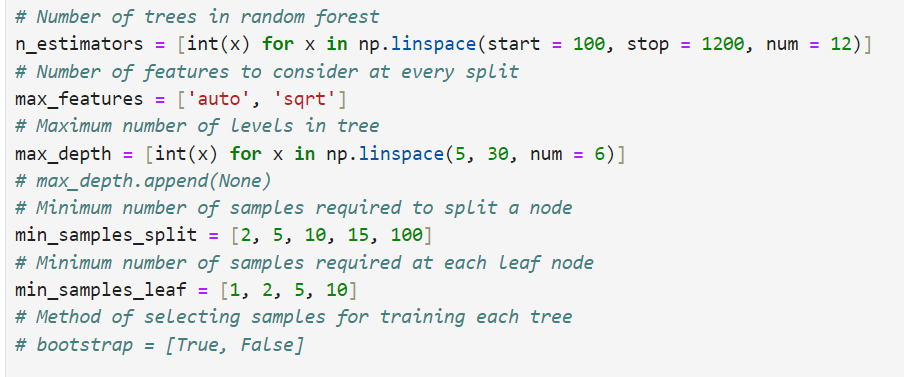 # Number of trees in random forest
n_estimators = [int(x) for x in np.linspace(start = 100, stop = 1200, num = 12)]
# Number of features to consider at every split
max_features = ['auto', 'sqrt']
# Maximum number of levels in tree
max_depth = [int(x) for x in np.linspace(5, 30, num = 6)]
# max_depth.append(None)
# Minimum number of samples required to split a node
min_samples_split = [2, 5, 10, 15, 100]
# Minimum number of samples required at each leaf node
min_samples_leaf = [1, 2, 5, 10]
# Method of selecting samples for training each tree
# bootstrap = [True, False]